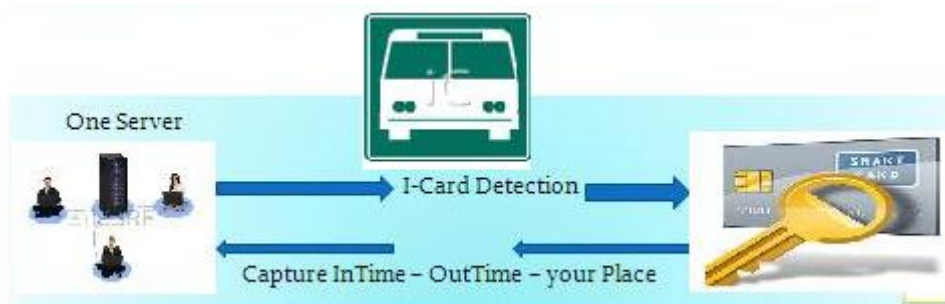 One Server
SMART
CARD
I-Card Detection
Capture InTime – OutTime – your Place